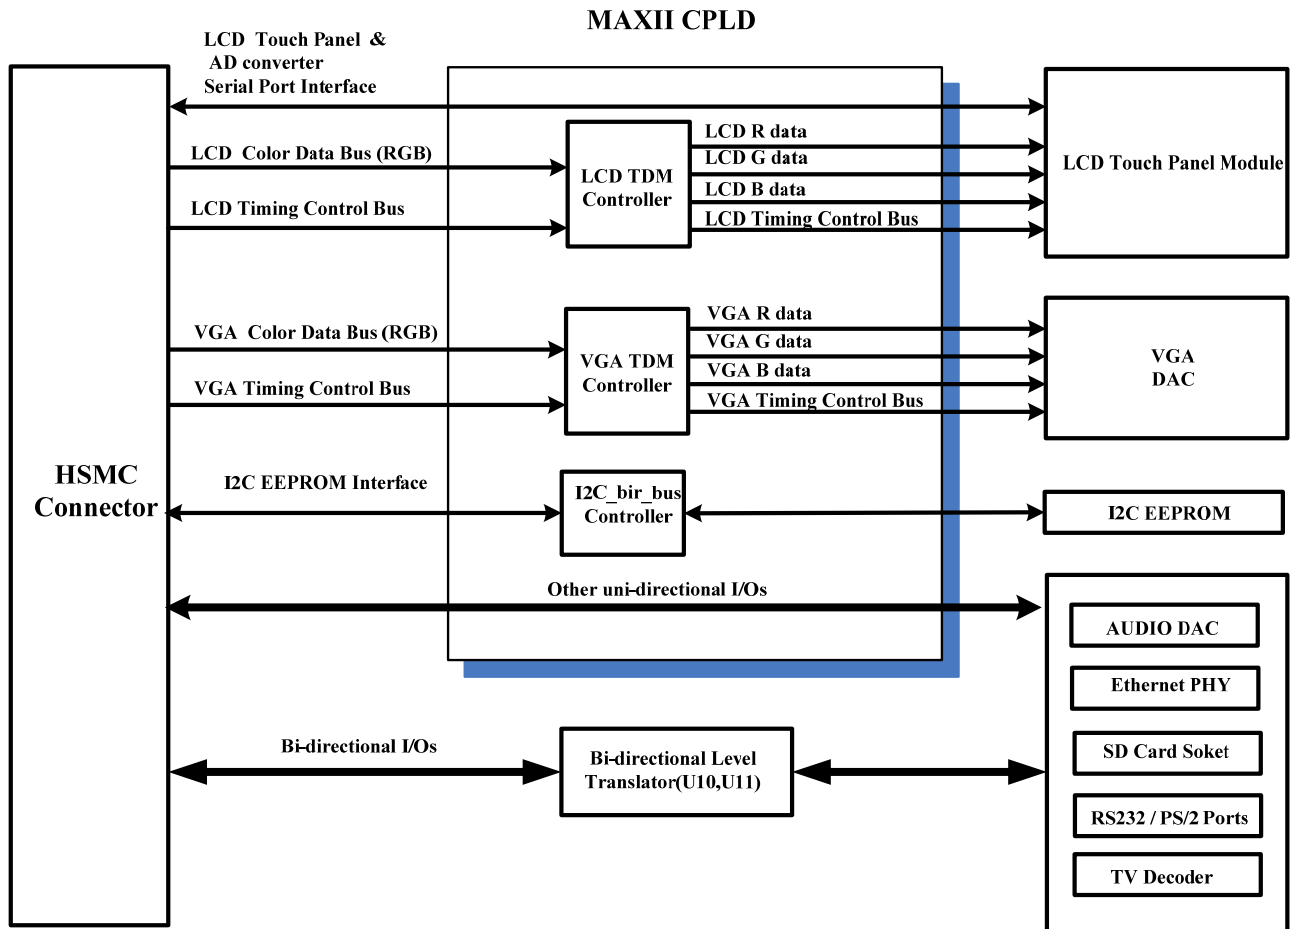 MAXII CPLD
LCD Touch Panel &
AD converter
Serial Port Interface
LCD Color Data Bus (RGB)
LCD Timing Control Bus
LCD TDM
Controller
LCD R data
LCD G data
LCD B data
LCD Timing Control Bus
LCD Touch Panel Module
VGA Color Data Bus (RGB)
VGA Timing Control Bus
VGA TDM
Controller
VGA R data
VGA G data
VGA B data
VGA Timing Control Bus
VGA
DAC
HSMC
Connector
I2C EEPROM Interface
I2C_bir_bus
Controller
I2C EEPROM
Other uni-directional I/Os
AUDIO DAC
Ethernet PHY
SD Card Soket
RS232 / PS/2 Ports
TV Decoder
Bi-directional I/Os
Bi-directional Level
Translator(U10,U11)